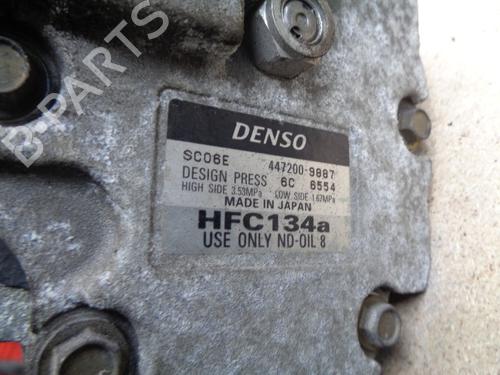 B-PARTS
DENSO
SC06E 447200-9887
DESIGN PRESS 6C 6554
HIGH SIDE 3.53MPa LOW SIDE 1.67MPa
MADE IN JAPAN
HFC134a
USE ONLY ND-OIL 8